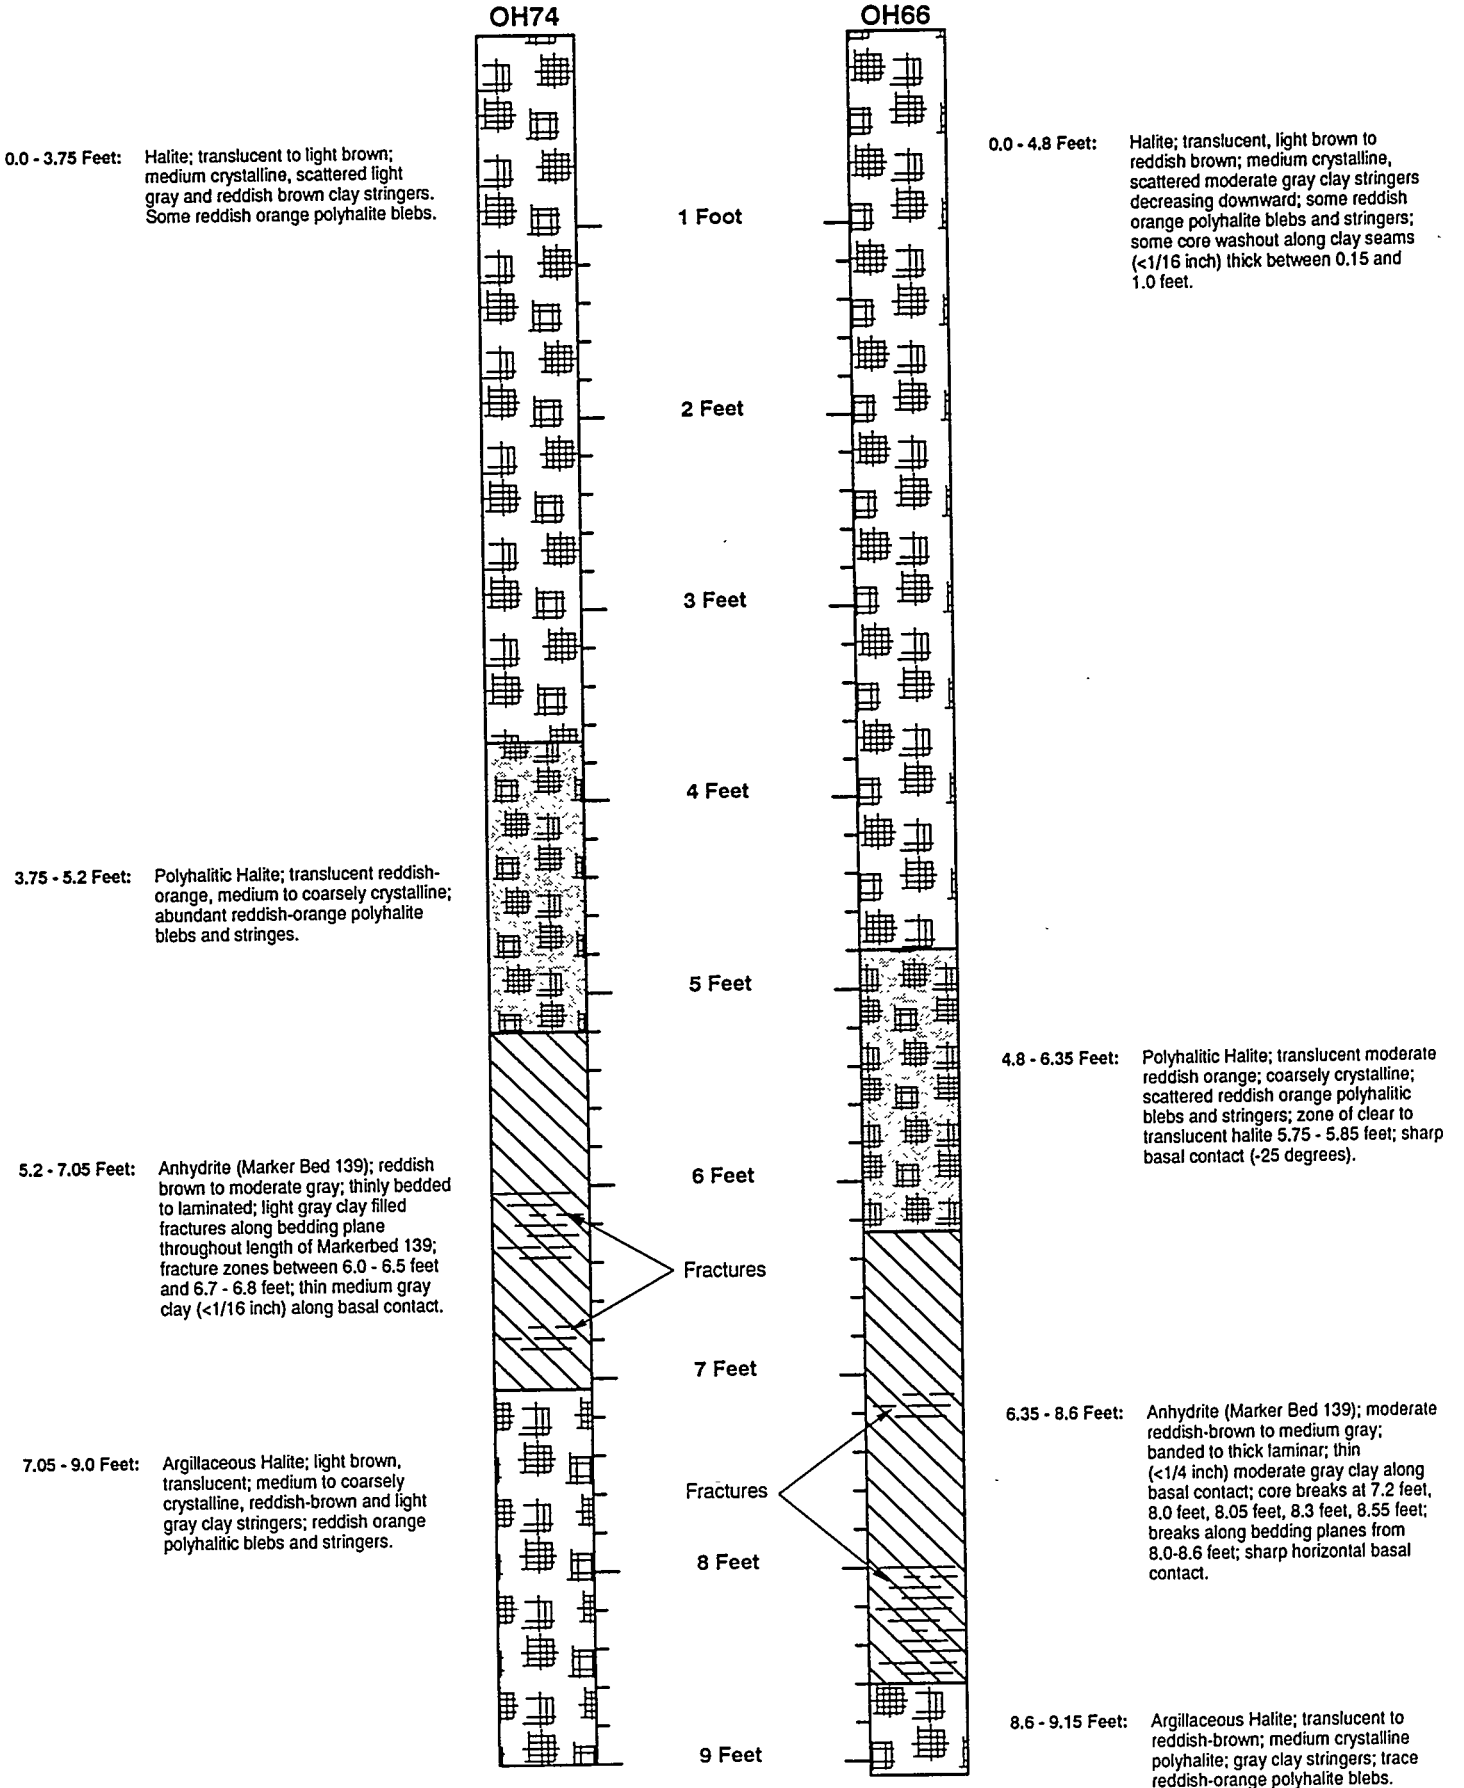 OH74
OH66
0.0 - 3.75 Feet: Halite; translucent to light brown;
medium crystalline, scattered light
gray and reddish brown clay stringers.
Some reddish orange polyhalite blebs.
3.75 - 5.2 Feet: Polyhalitic Halite; translucent reddish-
orange, medium to coarsely crystalline;
abundant reddish-orange polyhalite
blebs and stringes.
5.2 - 7.05 Feet: Anhydrite (Marker Bed 139); reddish
brown to moderate gray; thinly bedded
to laminated; light gray clay filled
fractures along bedding plane
throughout length of Markerbed 139;
fracture zones between 6.0 - 6.5 feet
and 6.7 - 6.8 feet; thin medium gray
clay (<1/16 inch) along basal contact.
7.05 - 9.0 Feet: Argillaceous Halite; light brown,
translucent; medium to coarsely
crystalline, reddish-brown and light
gray clay stringers; reddish orange
polyhalitic blebs and stringers.
1 Foot
2 Feet
3 Feet
4 Feet
5 Feet
6 Feet
Fractures
7 Feet
Fractures
8 Feet
9 Feet
0.0 - 4.8 Feet: Halite; translucent, light brown to
reddish brown; medium crystalline,
scattered moderate gray clay stringers
decreasing downward; some reddish
orange polyhalite blebs and stringers;
some core washout along clay seams
(<1/16 inch) thick between 0.15 and
1.0 feet.
4.8 - 6.35 Feet: Polyhalitic Halite; translucent moderate
reddish orange; coarsely crystalline;
scattered reddish orange polyhalitic
blebs and stringers; zone of clear to
translucent halite 5.75 - 5.85 feet; sharp
basal contact (-25 degrees).
6.35 - 8.6 Feet: Anhydrite (Marker Bed 139); moderate
reddish-brown to medium gray;
banded to thick laminar; thin
(<1/4 inch) moderate gray clay along
basal contact; core breaks at 7.2 feet,
8.0 feet, 8.05 feet, 8.3 feet, 8.55 feet;
breaks along bedding planes from
8.0-8.6 feet; sharp horizontal basal
contact.
8.6 - 9.15 Feet: Argillaceous Halite; translucent to
reddish-brown; medium crystalline
polyhalite; gray clay stringers; trace
reddish-orange polyhalite blebs.